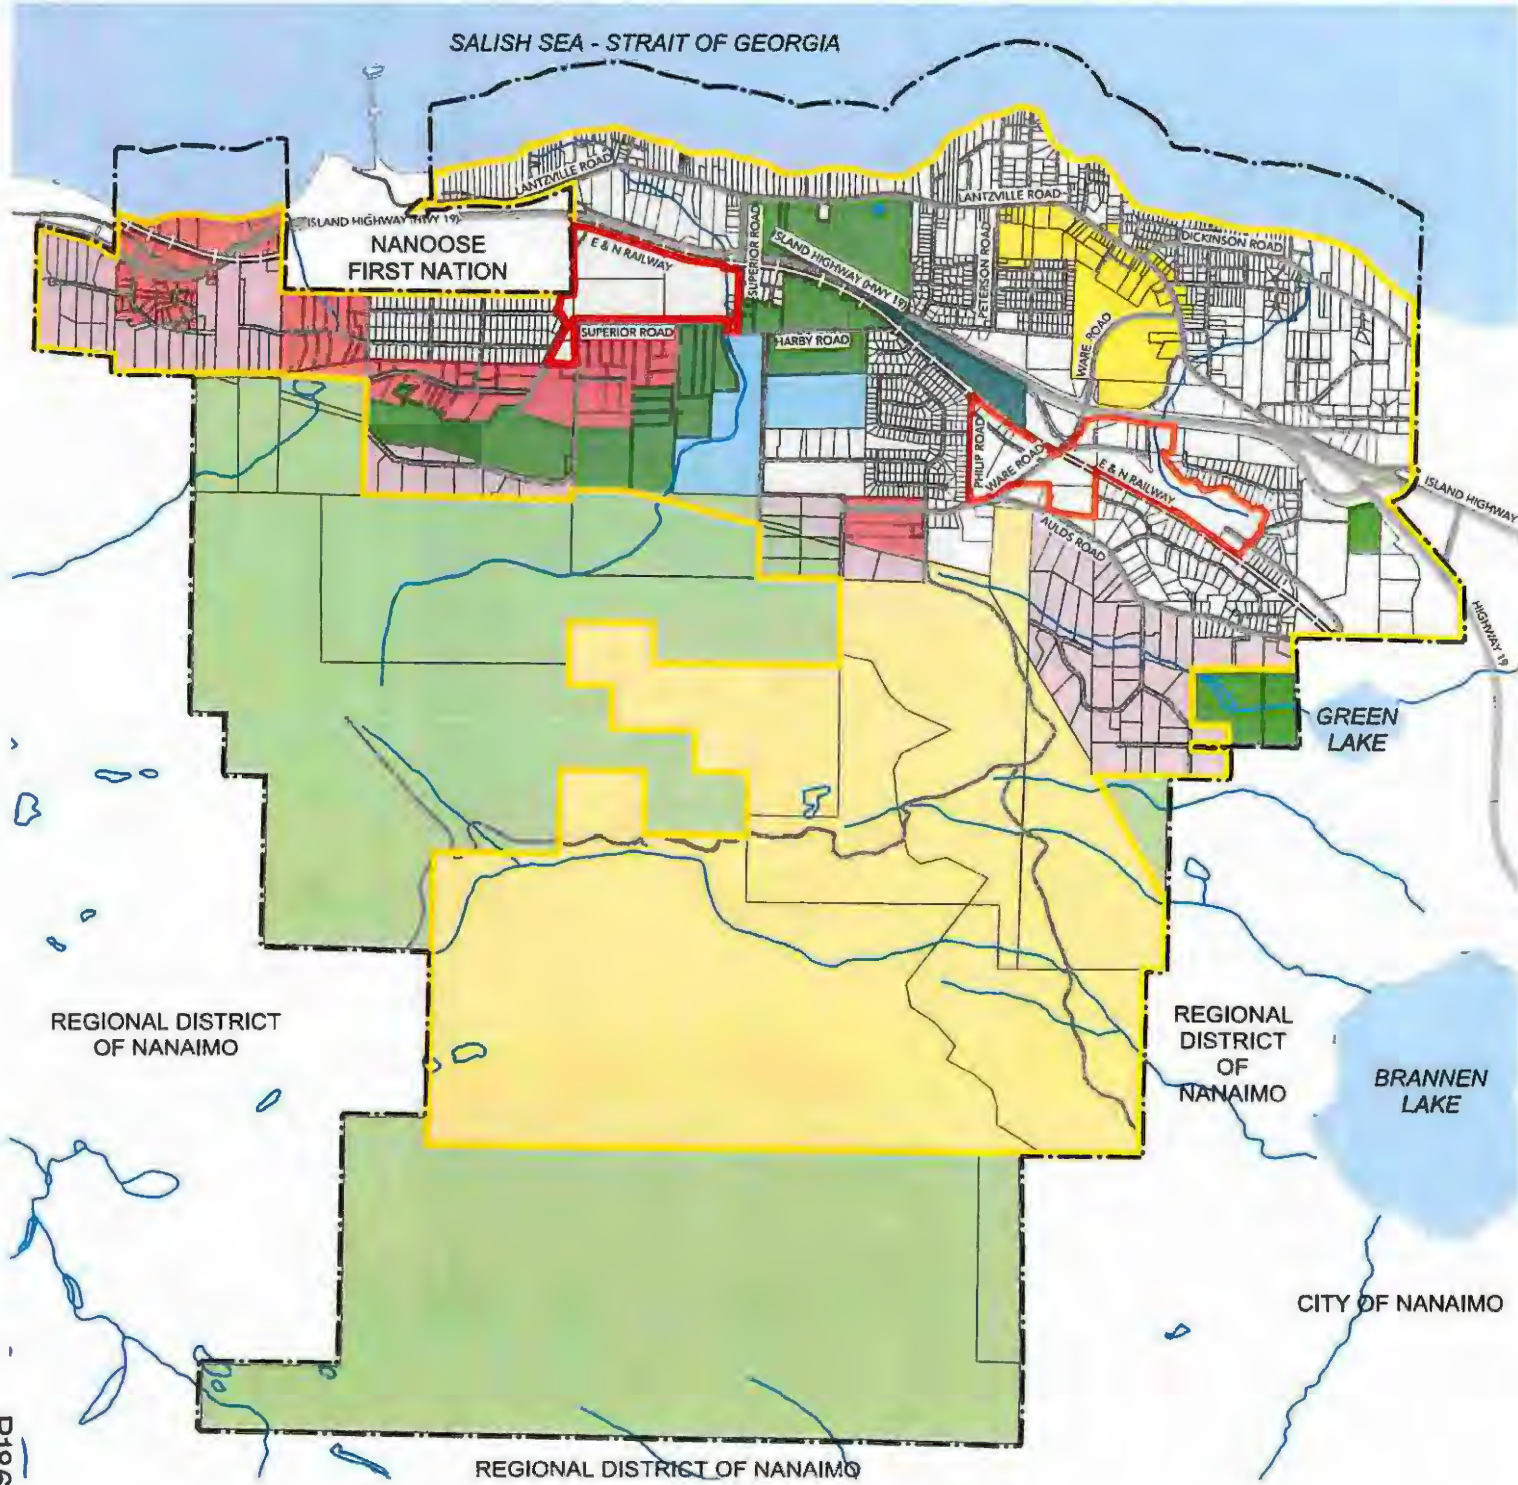 SALISH SEA - STRAIT OF GEORGIA
LANTZVILLE ROAD
LANTZVILLE ROAD
ISLAND HIGHWAY (HWY 19)
NANOOSE
FIRST NATION
E & N RAILWAY
SUPERIOR ROAD
ISLAND HIGHWAY (HWY 19)
PETERSON ROAD
DICKINSON ROAD
SUPERIOR ROAD
HARBY ROAD
WARE ROAD
PHILIP ROAD
WARE ROAD
E & N RAILWAY
ISLAND HIGHWAY
AULDS ROAD
HIGHWAY 19
GREEN
LAKE
REGIONAL DISTRICT
OF NANAIMO
REGIONAL
DISTRICT
OF
NANAIMO
BRANNEN
LAKE
CITY OF NANAIMO
REGIONAL DISTRICT OF NANAIMO